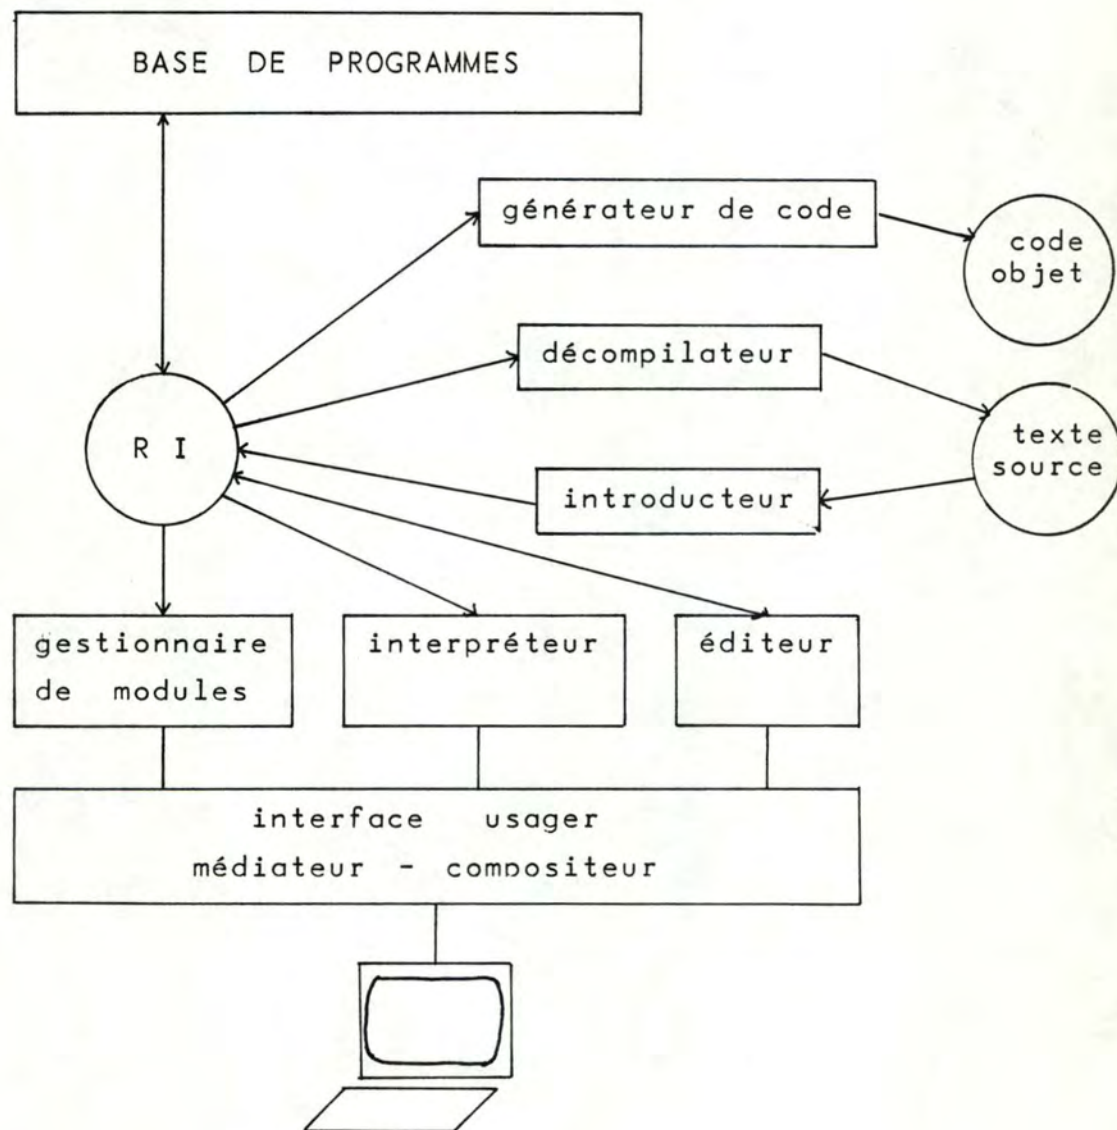 BASE DE PROGRAMMES
générateur de code
code
objet
décompilateur
R I
texte
source
introducteur
gestionnaire
de modules
interpréteur
éditeur
interface usager
médiateur - compositeur